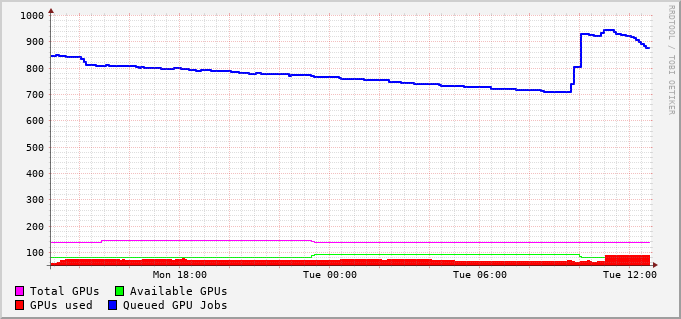 1000
900
800
700
600
500
400
300
200
100
Mon 18:00 Tue 00:00 Tue 06:00 Tue 12:00
Total GPUs Available GPUs
GPUs used Queued GPU Jobs
RRDTOOL / TOBI OETIKER